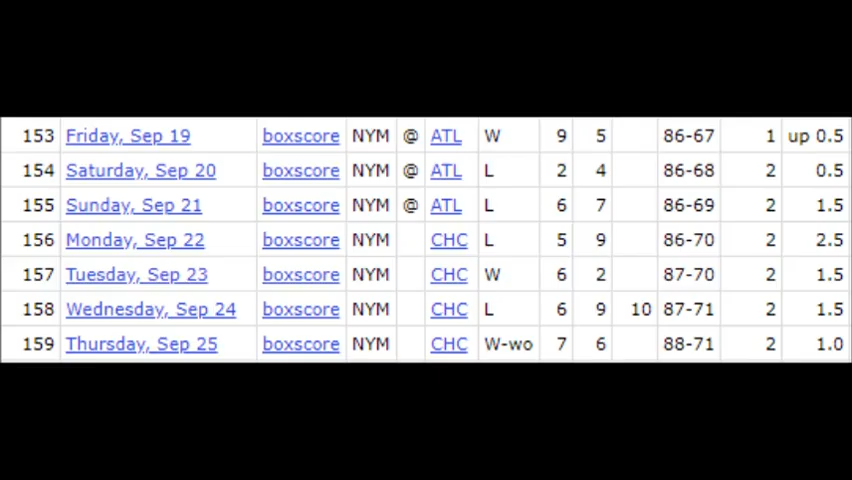 153 Friday, Sep 19 boxscore NYM @ ATL W 9 5 86-67 1 up 0.5
154 Saturday, Sep 20 boxscore NYM @ ATL L 2 4 86-68 2 0.5
155 Sunday, Sep 21 boxscore NYM @ ATL L 6 7 86-69 2 1.5
156 Monday, Sep 22 boxscore NYM CHC L 5 9 86-70 2 2.5
157 Tuesday, Sep 23 boxscore NYM CHC W 6 2 87-70 2 1.5
158 Wednesday, Sep 24 boxscore NYM CHC L 6 9 10 87-71 2 1.5
159 Thursday, Sep 25 boxscore NYM CHC W-wo 7 6 88-71 2 1.0